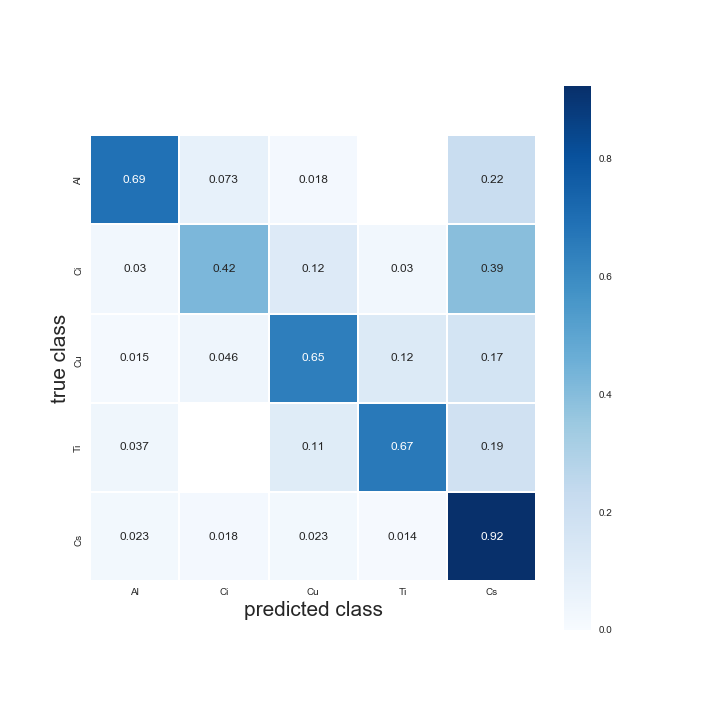 0.8
Al 0.69 0.073 0.018 0.22
Ci 0.03 0.42 0.12 0.03 0.39
0.6
Cu 0.015 0.046 0.65 0.12 0.17
0.4
true class
Ti 0.037 0.11 0.67 0.19
0.2
Cs 0.023 0.018 0.023 0.014 0.92
Al Ci Cu Ti Cs
predicted class
0.0